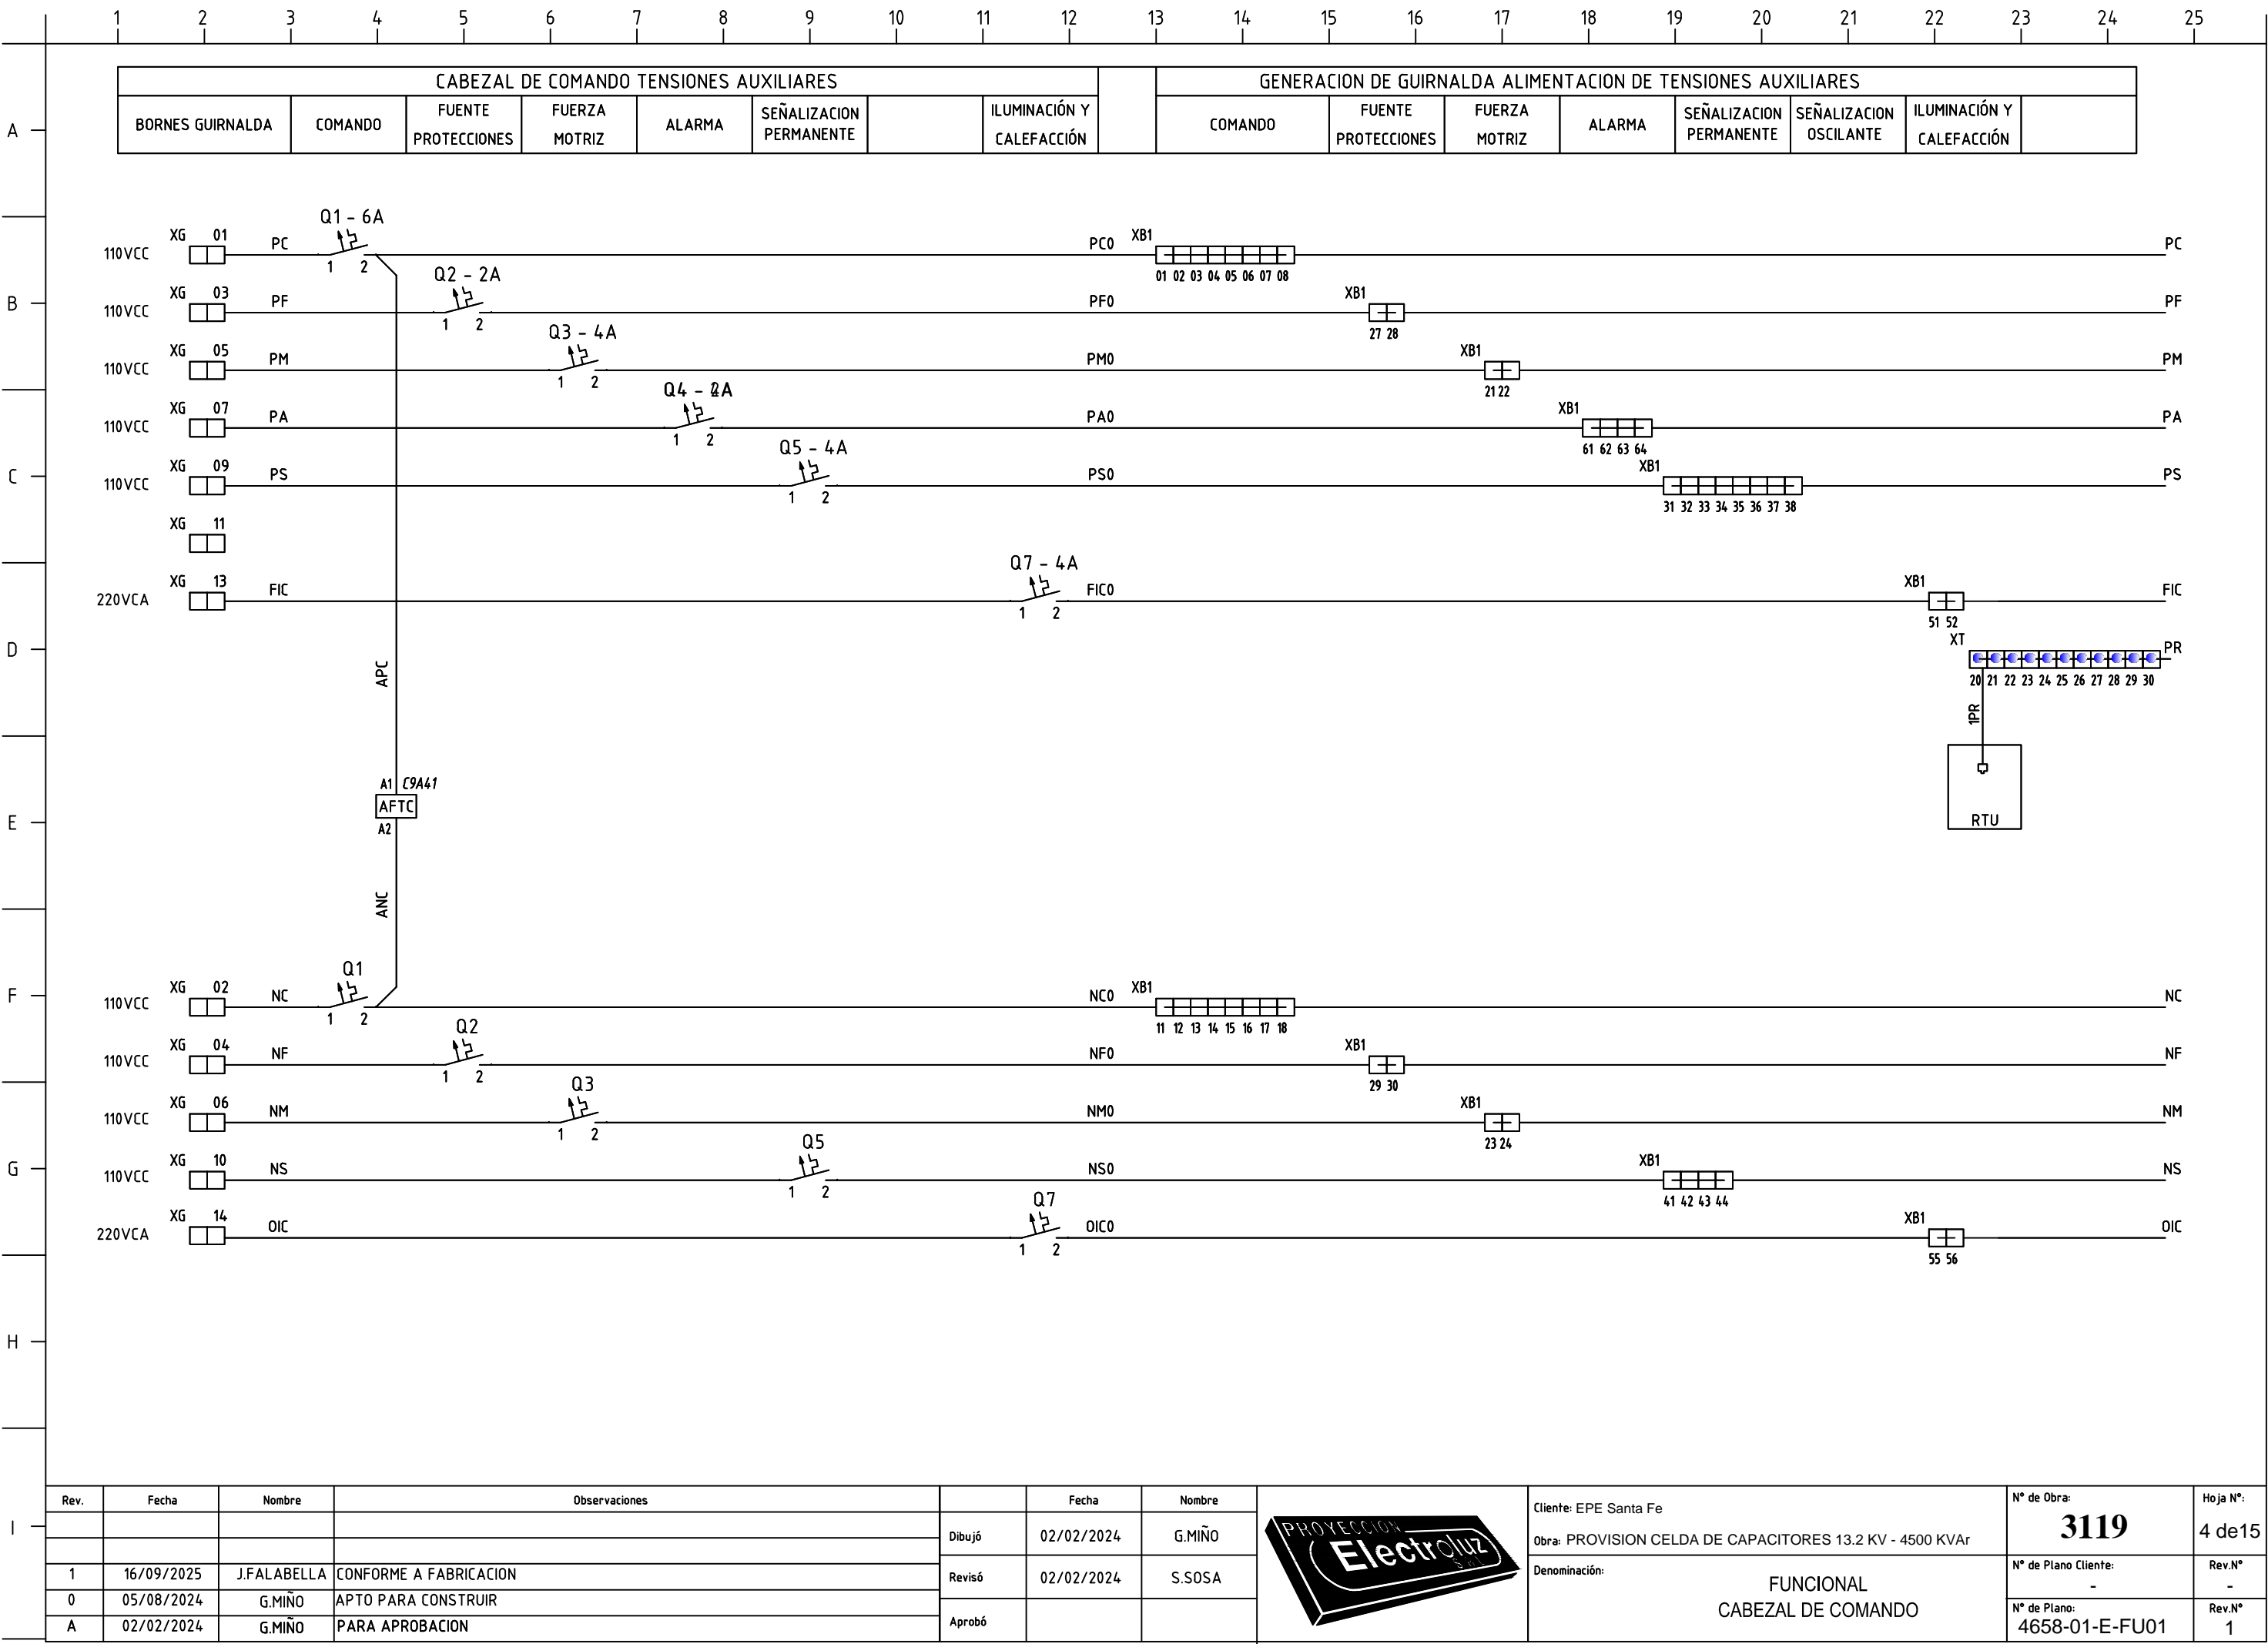 1 2 3 4 5 6 7 8 9 10 11 12 13 14 15 16 17 18 19 20 21 22 23 24 25
CABEZAL DE COMANDO TENSIONES AUXILIARES
BORNES GUIRNALDA
COMANDO
FUENTE PROTECCIONES
FUERZA MOTRIZ
ALARMA
SEÑALIZACION PERMANENTE
ILUMINACIÓN Y CALEFACCIÓN
GENERACION DE GUIRNALDA ALIMENTACION DE TENSIONES AUXILIARES
COMANDO
FUENTE PROTECCIONES
FUERZA MOTRIZ
ALARMA
SEÑALIZACION PERMANENTE
SEÑALIZACION OSCILANTE
ILUMINACIÓN Y CALEFACCIÓN
A
Q1 - 6A
110VCC XG 01 PC 1 2 PC0 XB1 PC
01 02 03 04 05 06 07 08
B
Q2 - 2A
110VCC XG 03 PF 1 2 PF0 XB1 PF
27 28
Q3 - 4A
110VCC XG 05 PM 1 2 PM0 XB1 PM
21 22
Q4 - A
110VCC XG 07 PA 1 2 PA0 XB1 PA
61 62 63 64
C
Q5 - 4A
110VCC XG 09 PS 1 2 PS0 XB1 PS
31 32 33 34 35 36 37 38
XG 11
Q7 - 4A
220VCA XG 13 FIC 1 2 FIC0 XB1 FIC
51 52
D
XT PR
20 21 22 23 24 25 26 27 28 29 30
APC
1PR
A1 C9A41
AFTC
A2
RTU
E
ANC
F
Q1
110VCC XG 02 NC 1 2 NC0 XB1 NC
11 12 13 14 15 16 17 18
Q2
110VCC XG 04 NF 1 2 NF0 XB1 NF
29 30
Q3
110VCC XG 06 NM 1 2 NM0 XB1 NM
23 24
G
Q5
110VCC XG 10 NS 1 2 NS0 XB1 NS
41 42 43 44
Q7
220VCA XG 14 OIC 1 2 OIC0 XB1 OIC
55 56
H
I
Rev. Fecha Nombre Observaciones
1 16/09/2025 J.FALABELLA CONFORME A FABRICACION
0 05/08/2024 G.MIÑO APTO PARA CONSTRUIR
A 02/02/2024 G.MIÑO PARA APROBACION
Fecha Nombre
Dibujó 02/02/2024 G.MIÑO
Revisó 02/02/2024 S.SOSA
Aprobó
PROYECCION
Electroluz
S.r.l.
Cliente: EPE Santa Fe
Obra: PROVISION CELDA DE CAPACITORES 13.2 KV - 4500 KVAr
Denominación:
FUNCIONAL
CABEZAL DE COMANDO
N° de Obra:
3119
Hoja N°:
4 de15
N° de Plano Cliente:
-
Rev.N°
-
N° de Plano:
4658-01-E-FU01
Rev.N°
1